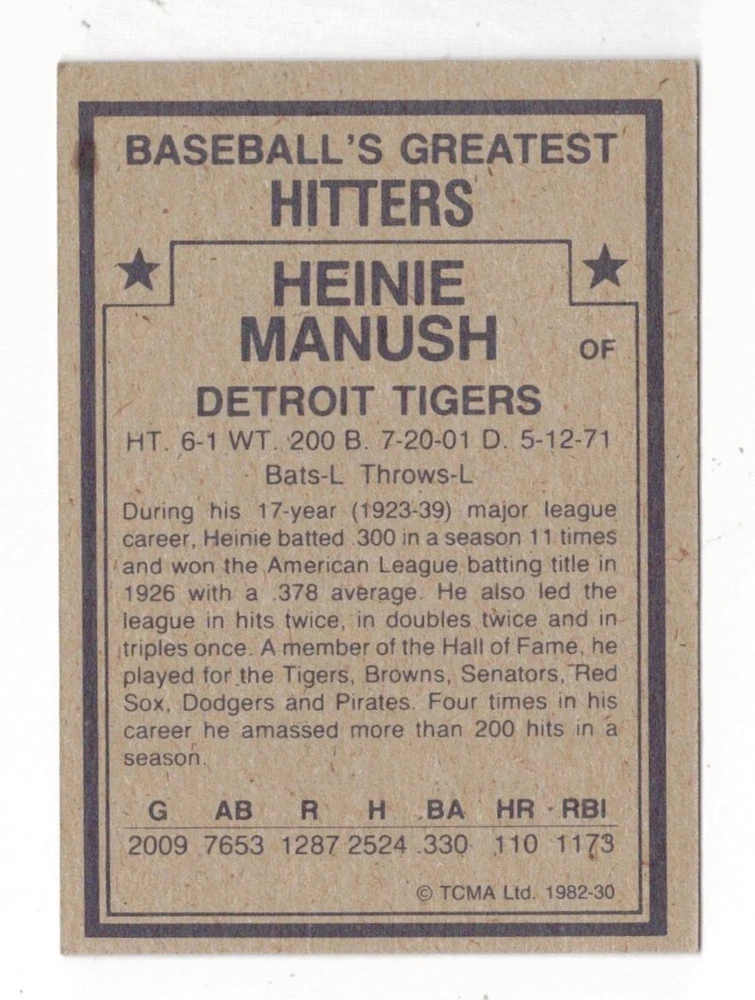 BASEBALL'S GREATEST
HITTERS
HEINIE
MANUSH
OF
DETROIT TIGERS
HT. 6-1 WT. 200 B. 7-20-01 D. 5-12-71
Bats-L Throws-L
During his 17-year (1923-39) major league
career, Heinie batted .300 in a season 11 times
and won the American League batting title in
1926 with a .378 average. He also led the
league in hits twice, in doubles twice and in
triples once. A member of the Hall of Fame, he
played for the Tigers, Browns, Senators, Red
Sox, Dodgers and Pirates. Four times in his
career he amassed more than 200 hits in a
season.
G AB R H BA HR RBI
2009 7653 1287 2524 .330 110 1173
© TCMA Ltd. 1982-30